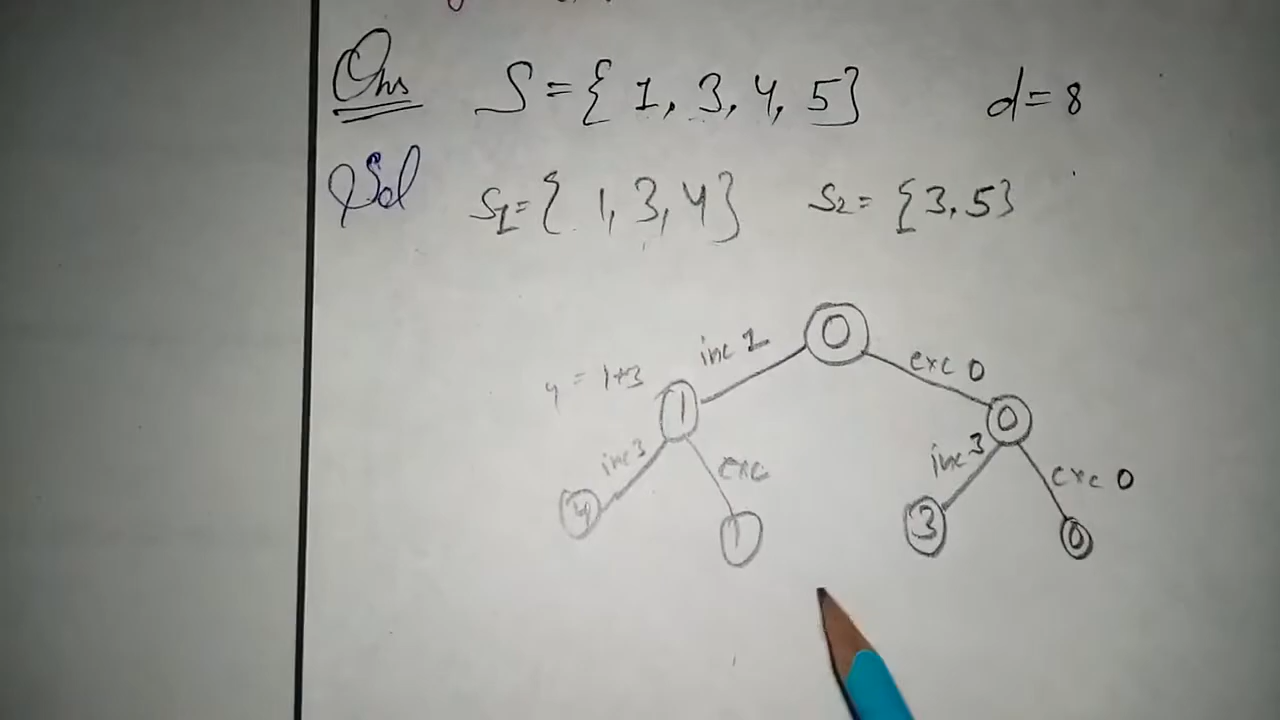 Qus S = { 1, 3, 4, 5} d = 8
Sol S1 = { 1, 3, 4} S2 = {3, 5}
0
inc 1 exc 0
4 = 1+3
1 0
inc 3 exc inc 3 exc 0
4 1 3 0